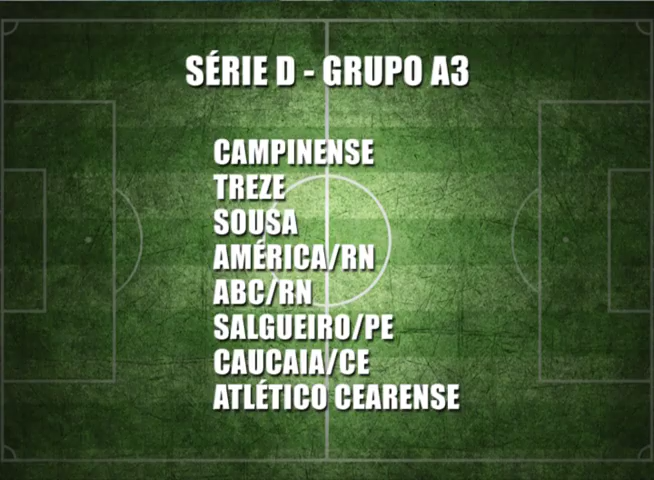 SÉRIE D - GRUPO A3
CAMPINENSE
TREZE
SOUSA
AMÉRICA/RN
ABC/RN
SALGUEIRO/PE
CAUCAIA/CE
ATLÉTICO CEARENSE